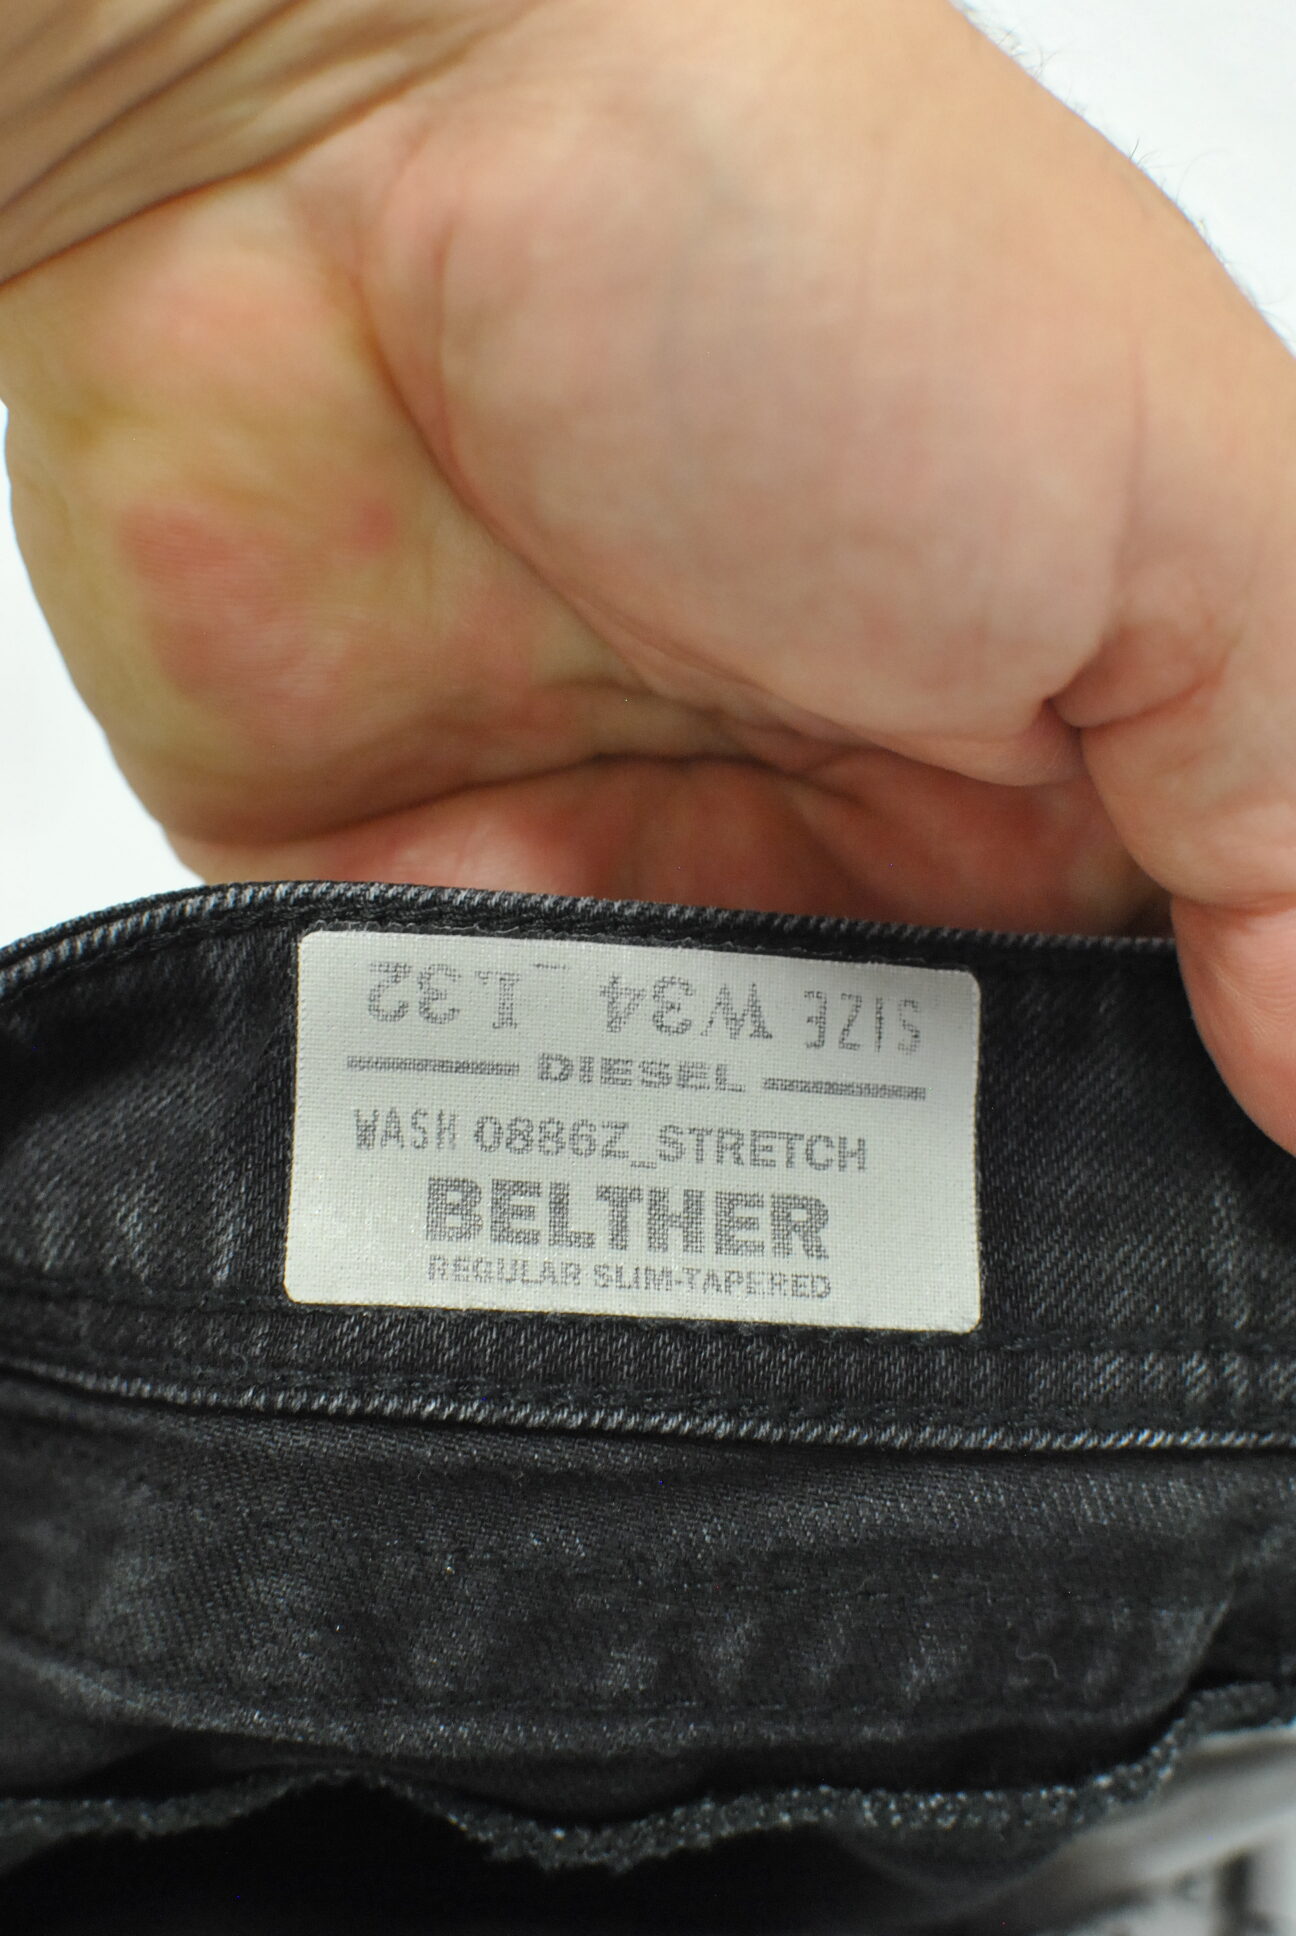 SIZE W34 L32
DIESEL
WASH 0886Z_STRETCH
BELTHER
REGULAR SLIM-TAPERED